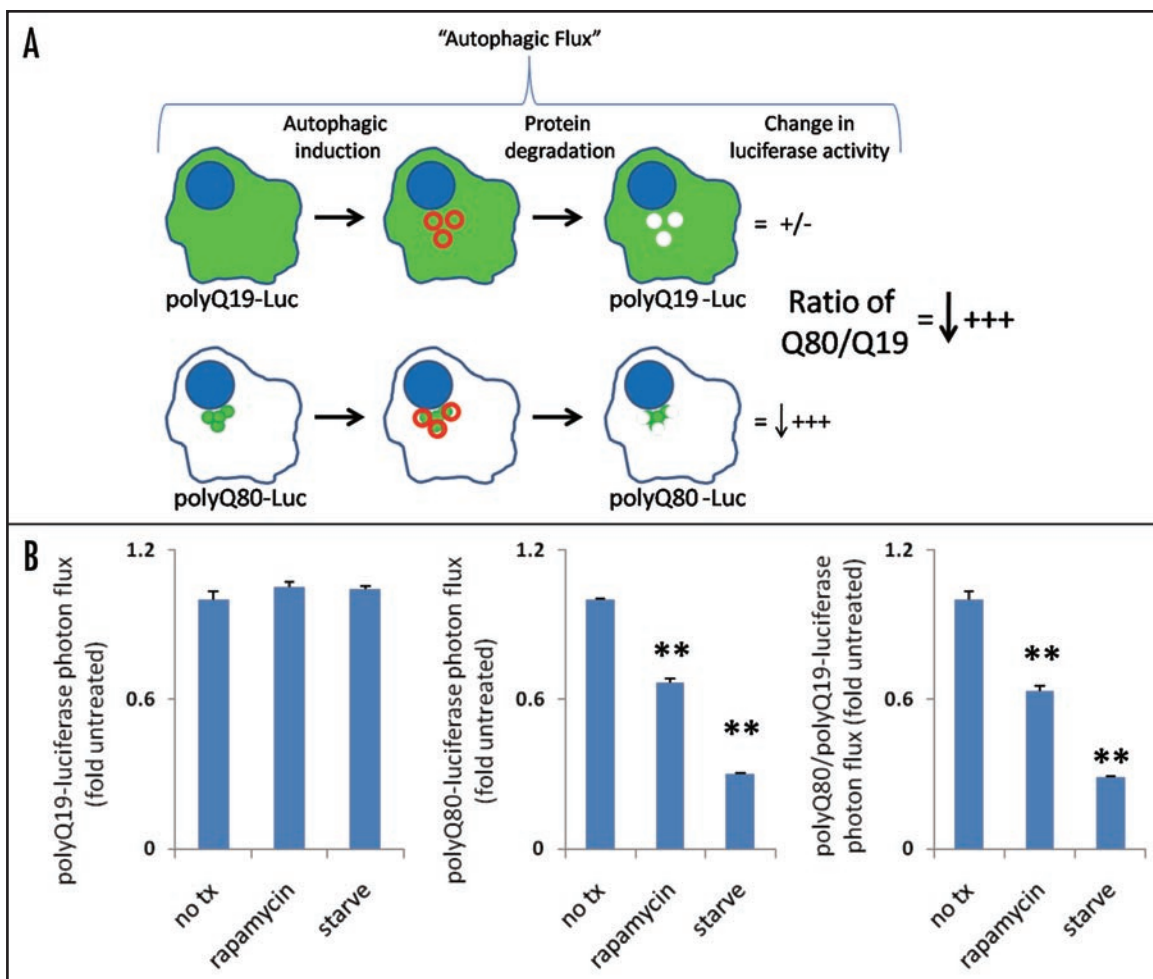 A
"Autophagic Flux"
Autophagic
induction
Protein
degradation
Change in
luciferase activity
polyQ19-Luc
polyQ19 -Luc
= +/-
Ratio of
Q80/Q19
= ↓ +++
polyQ80-Luc
polyQ80 -Luc
= ↓ +++
B
polyQ19-luciferase photon flux
(fold untreated)
1.2
0.6
0
no tx
rapamycin
starve
polyQ80-luciferase photon flux
(fold untreated)
1.2
0.6
0
**
**
no tx
rapamycin
starve
polyQ80/polyQ19-luciferase
photon flux (fold untreated)
1.2
0.6
0
**
**
no tx
rapamycin
starve